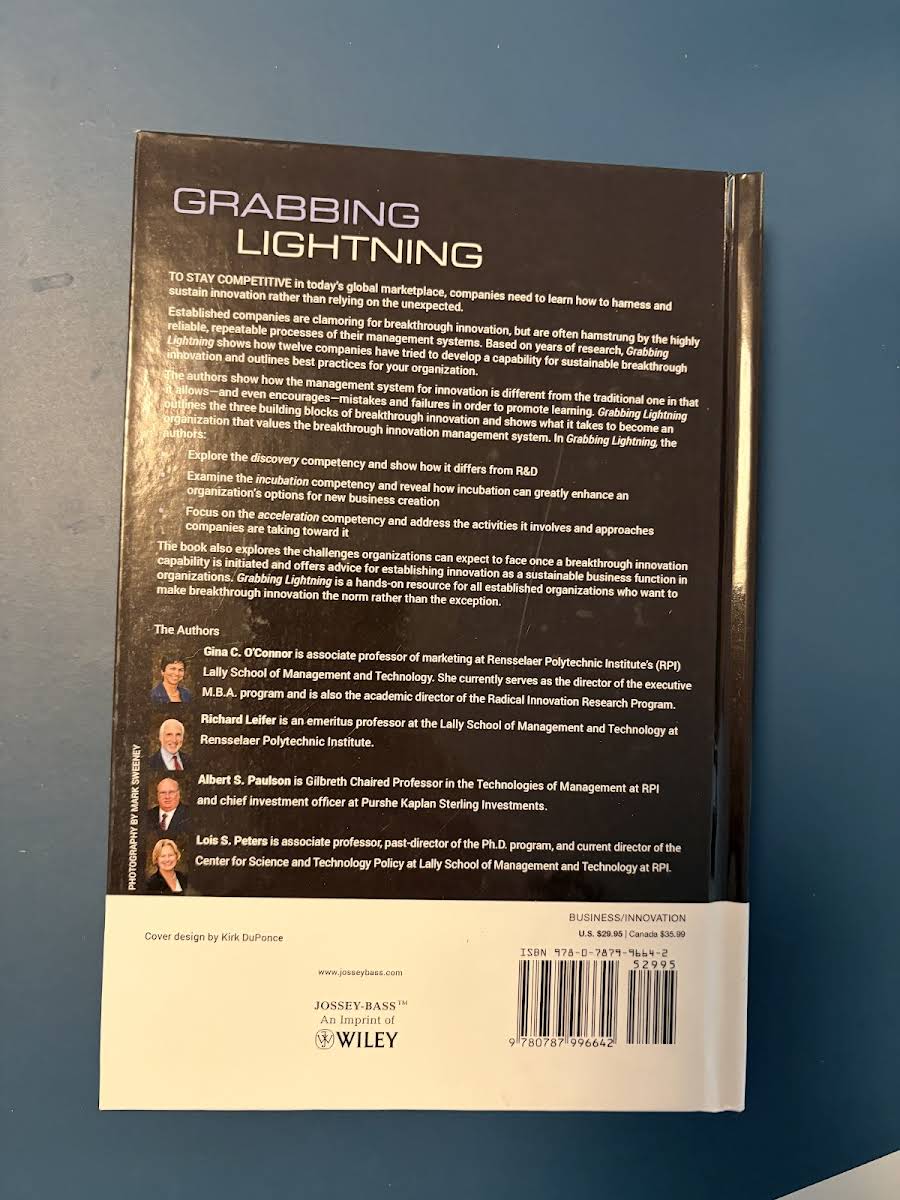 GRABBING
LIGHTNING
TO STAY COMPETITIVE in today's global marketplace, companies need to learn how to harness and
sustain innovation rather than relying on the unexpected.
Established companies are clamoring for breakthrough innovation, but are often hamstrung by the highly
reliable, repeatable processes of their management systems. Based on years of research, Grabbing
Lightning shows how twelve companies have tried to develop a capability for sustainable breakthrough
innovation and outlines best practices for your organization.
The authors show how the management system for innovation is different from the traditional one in that
it allows—and even encourages—mistakes and failures in order to promote learning. Grabbing Lightning
outlines the three building blocks of breakthrough innovation and shows what it takes to become an
organization that values the breakthrough innovation management system. In Grabbing Lightning, the
authors:
Explore the discovery competency and show how it differs from R&D
Examine the incubation competency and reveal how incubation can greatly enhance an
organization's options for new business creation
Focus on the acceleration competency and address the activities it involves and approaches
companies are taking toward it
The book also explores the challenges organizations can expect to face once a breakthrough innovation
capability is initiated and offers advice for establishing innovation as a sustainable business function in
organizations. Grabbing Lightning is a hands-on resource for all established organizations who want to
make breakthrough innovation the norm rather than the exception.
The Authors
Gina C. O'Connor is associate professor of marketing at Rensselaer Polytechnic Institute's (RPI)
Lally School of Management and Technology. She currently serves as the director of the executive
M.B.A. program and is also the academic director of the Radical Innovation Research Program.
Richard Leifer is an emeritus professor at the Lally School of Management and Technology at
Rensselaer Polytechnic Institute.
Albert S. Paulson is Gilbreth Chaired Professor in the Technologies of Management at RPI
and chief investment officer at Purshe Kaplan Sterling Investments.
Lois S. Peters is associate professor, past-director of the Ph.D. program, and current director of the
Center for Science and Technology Policy at Lally School of Management and Technology at RPI.
PHOTOGRAPHY BY MARK SWEENEY
Cover design by Kirk DuPonce
www.josseybass.com
JOSSEY-BASS™
An Imprint of
WILEY
BUSINESS/INNOVATION
U.S. $29.95 | Canada $35.99
ISBN 978-0-7879-9664-2
52995
9 780787 996642